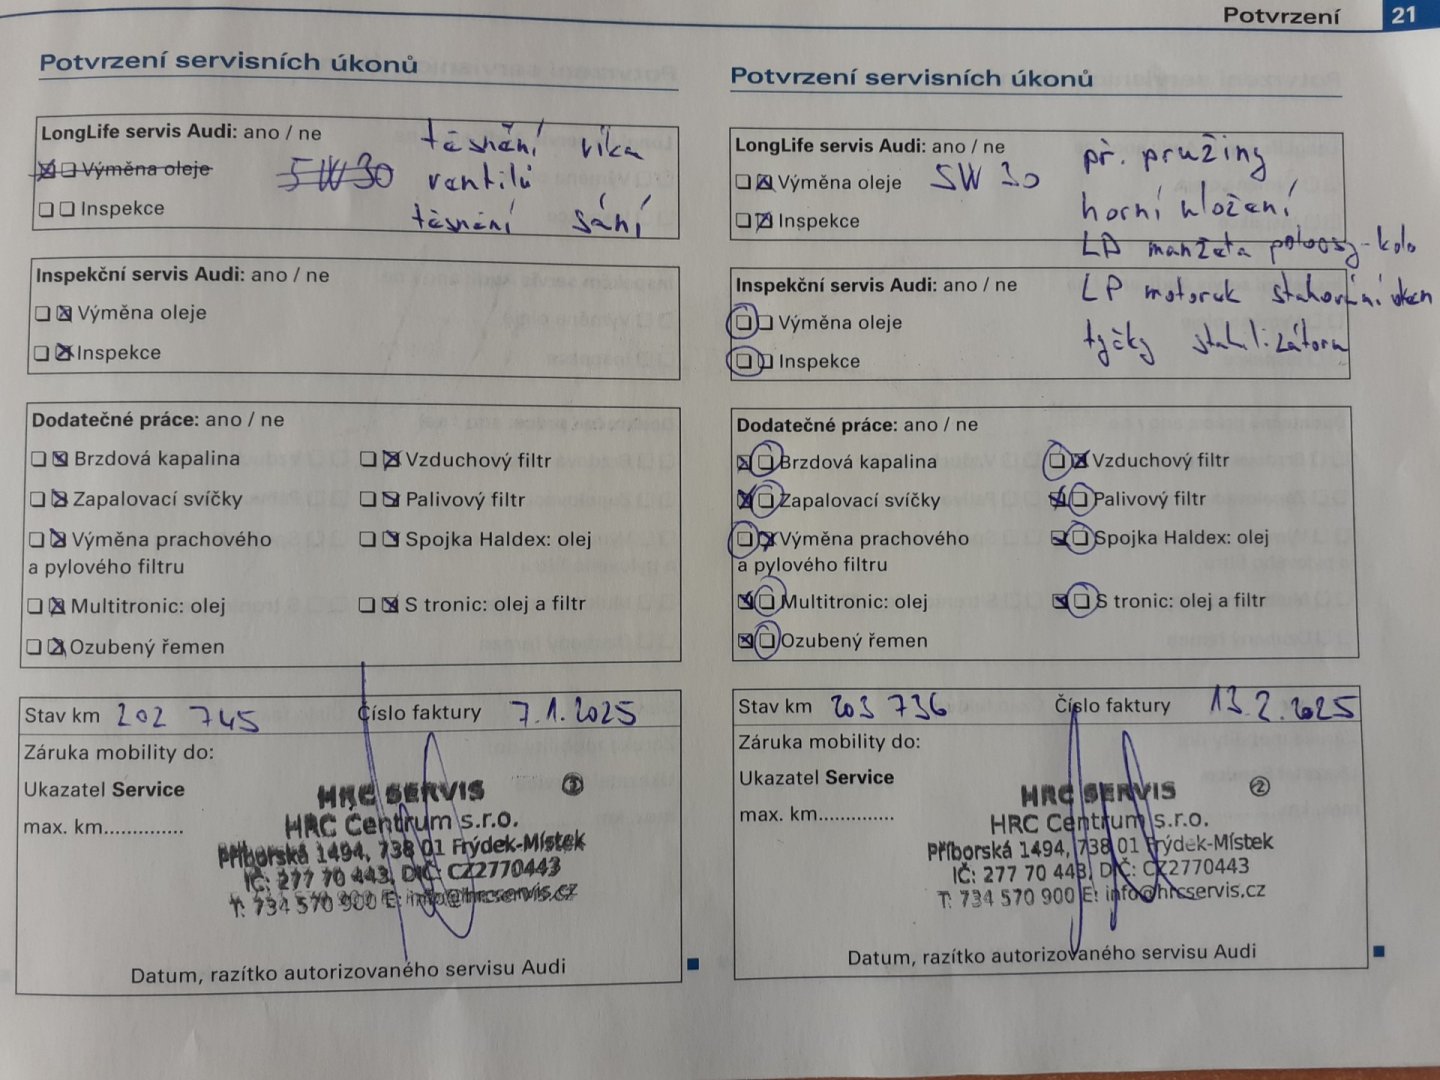 Potvrzení 21
Potvrzení servisních úkonů
LongLife servis Audi: ano / ne
Výměna oleje 5W30
Inspekce
těsnění víka
ventilů
těsnění sání
Inspekční servis Audi: ano / ne
Výměna oleje
Inspekce
Dodatečné práce: ano / ne
Brzdová kapalina Vzduchový filtr
Zapalovací svíčky Palivový filtr
Výměna prachového Spojka Haldex: olej
a pylového filtru
Multitronic: olej S tronic: olej a filtr
Ozubený řemen
Stav km 202 745 Číslo faktury 7.1.2025
Záruka mobility do:
Ukazatel Service
max. km..............
HRC SERVIS
HRC Centrum s.r.o.
Příborská 1494, 738 01 Frýdek-Místek
IČ: 277 70 443, DIČ: CZ2770443
T: 734 570 900 E: info@hrcservis.cz
Datum, razítko autorizovaného servisu Audi
Potvrzení servisních úkonů
LongLife servis Audi: ano / ne
Výměna oleje 5W 30
Inspekce
př. pružiny
horní uložení
LP manžeta poloosy-kolo
LP motorek stahování oken
tyčky stabilizátoru
Inspekční servis Audi: ano / ne
Výměna oleje
Inspekce
Dodatečné práce: ano / ne
Brzdová kapalina Vzduchový filtr
Zapalovací svíčky Palivový filtr
Výměna prachového Spojka Haldex: olej
a pylového filtru
Multitronic: olej S tronic: olej a filtr
Ozubený řemen
Stav km 203 736 Číslo faktury 13.2.2025
Záruka mobility do:
Ukazatel Service
max. km..............
HRC SERVIS 2
HRC Centrum s.r.o.
Příborská 1494, 738 01 Frýdek-Místek
IČ: 277 70 443, DIČ: CZ2770443
T: 734 570 900 E: info@hrcservis.cz
Datum, razítko autorizovaného servisu Audi